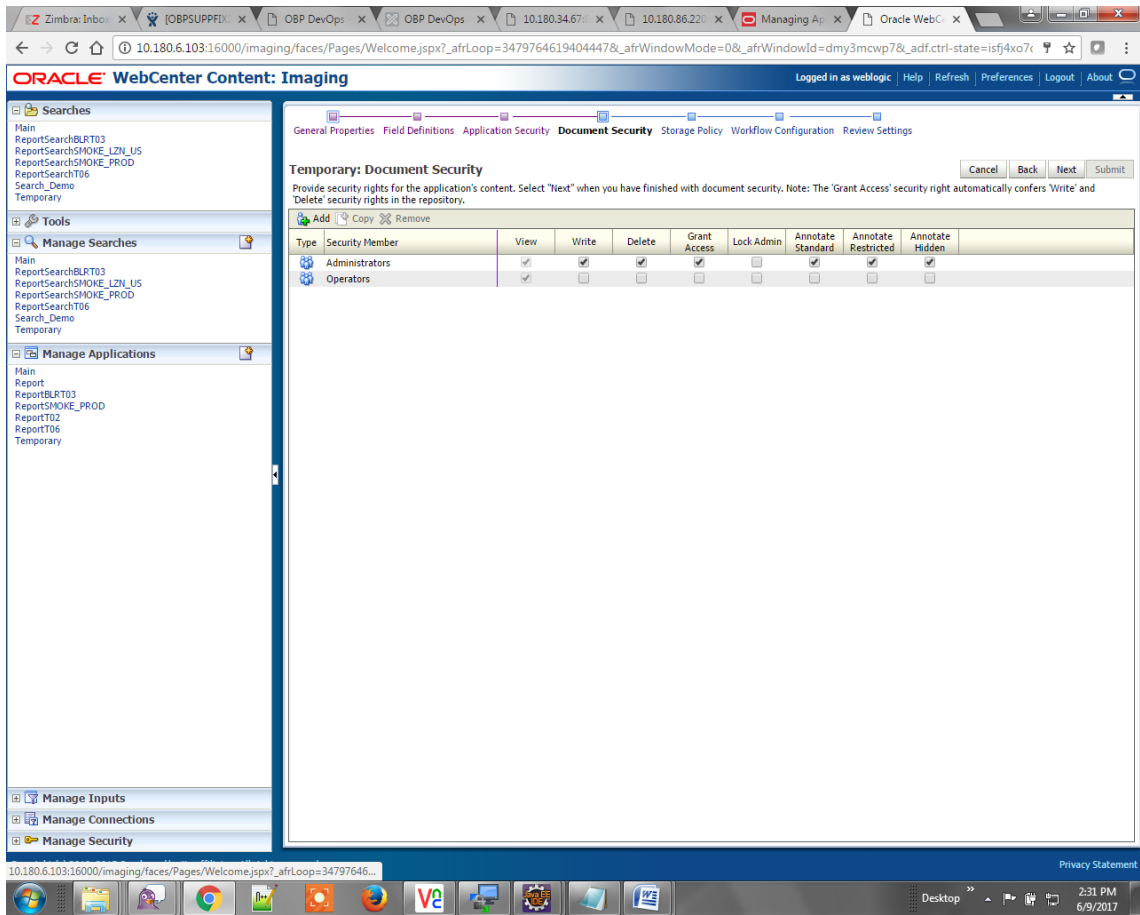 Zimbra: Inbox
[OBPSUPPFIX
OBP DevOps
OBP DevOps
10.180.34.67:
10.180.86.220
Managing Ap
Oracle WebCe
10.180.6.103:16000/imaging/faces/Pages/Welcome.jspx?_afrLoop=34797646194044447&_afrWindowMode=0&_afrWindowId=dmy3mcwp7&_adf.ctrl-state=isfj4xo7c
ORACLE WebCenter Content: Imaging
Logged in as weblogic Help Refresh Preferences Logout About
Searches
Main
ReportSearchBLRT03
ReportSearchSMOKE_LZN_US
ReportSearchSMOKE_PROD
ReportSearchT06
Search_Demo
Temporary
Tools
Manage Searches
Main
ReportSearchBLRT03
ReportSearchSMOKE_LZN_US
ReportSearchSMOKE_PROD
ReportSearchT06
Search_Demo
Temporary
Manage Applications
Main
Report
ReportBLRT03
ReportSMOKE_PROD
ReportT02
ReportT06
Temporary
Manage Inputs
Manage Connections
Manage Security
General Properties Field Definitions Application Security Document Security Storage Policy Workflow Configuration Review Settings
Temporary: Document Security
Cancel Back Next Submit
Provide security rights for the application's content. Select "Next" when you have finished with document security. Note: The 'Grant Access' security right automatically confers 'Write' and
'Delete' security rights in the repository.
Add Copy Remove
Type Security Member View Write Delete Grant Access Lock Admin Annotate Standard Annotate Restricted Annotate Hidden
Administrators
Operators
Privacy Statement
10.180.6.103:16000/imaging/faces/Pages/Welcome.jspx?_afrLoop=34797646...
Desktop
2:31 PM
6/9/2017